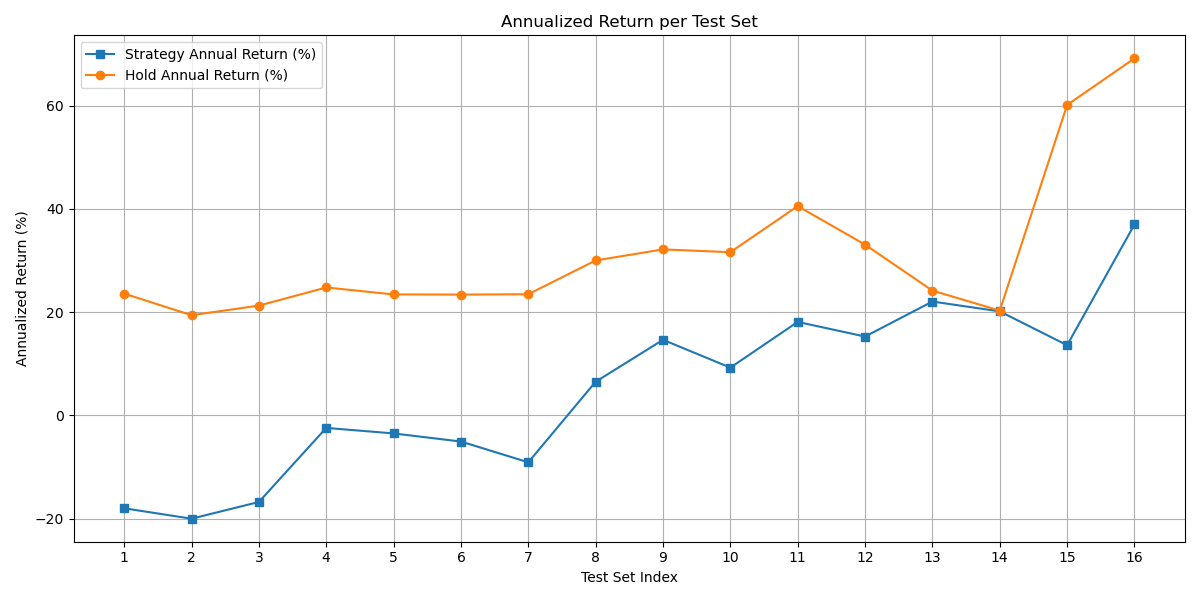 Annualized Return per Test Set
Strategy Annual Return (%)
Hold Annual Return (%)
Annualized Return (%)
60
40
20
0
−20
1 2 3 4 5 6 7 8 9 10 11 12 13 14 15 16
Test Set Index